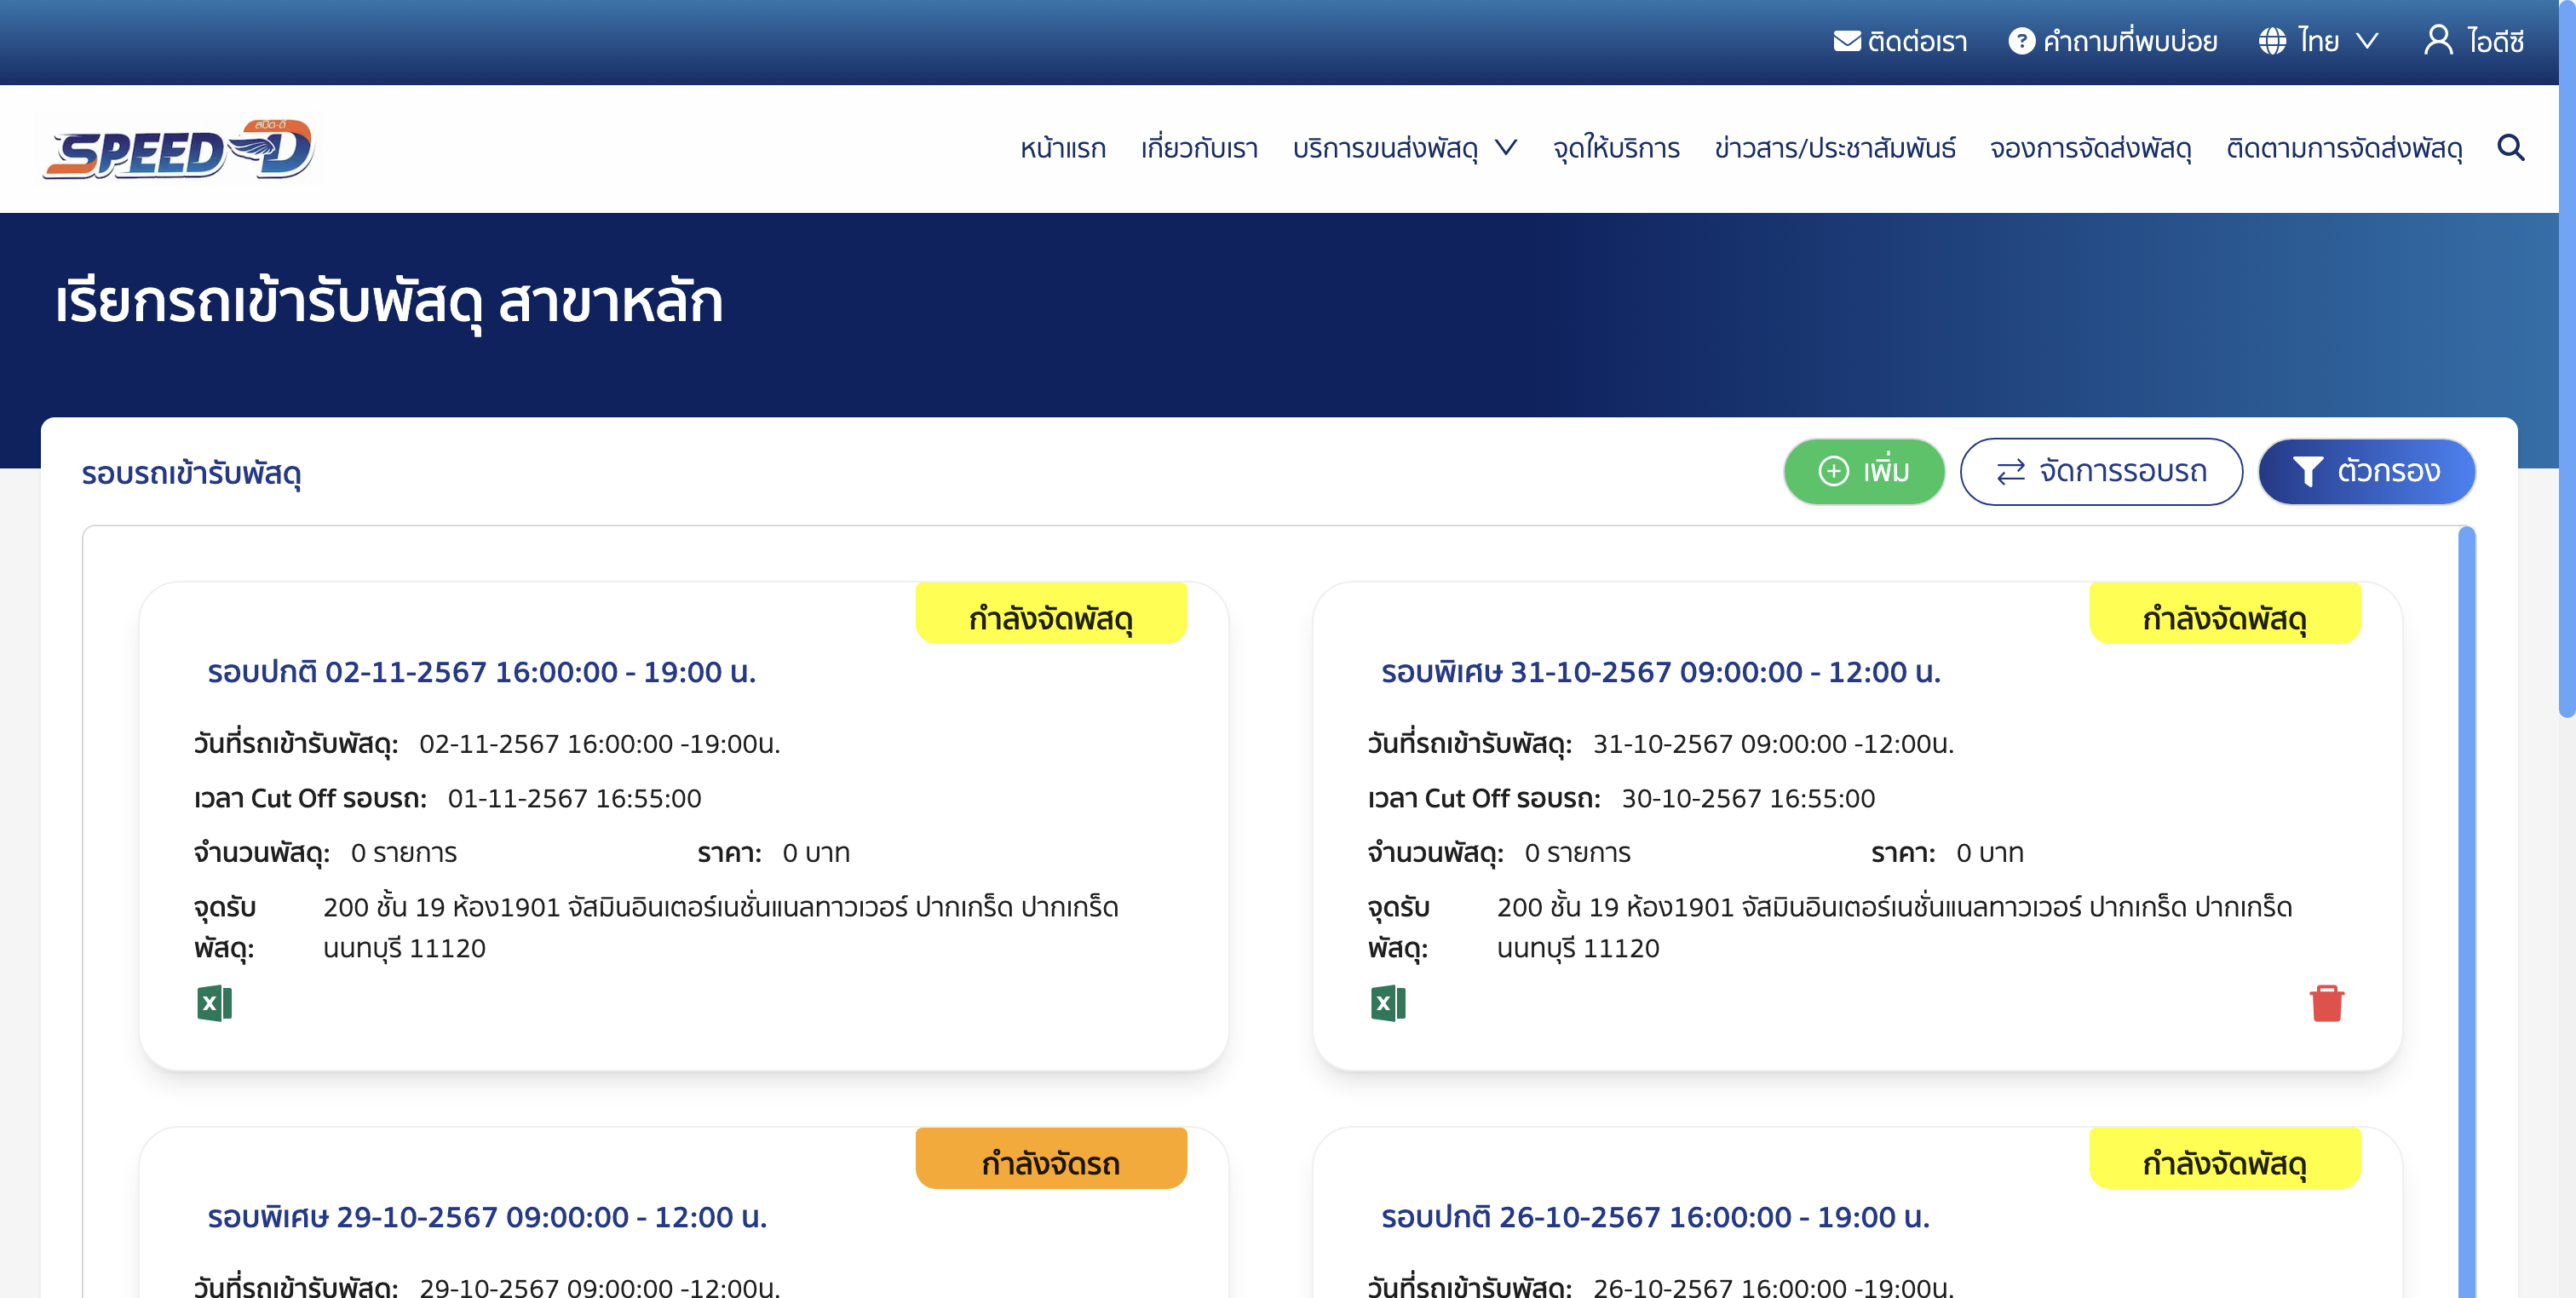 ติดต่อเรา คำถามที่พบบ่อย ไทย ไอดีซี
สปีด-ดี
SPEED-D
หน้าแรก เกี่ยวกับเรา บริการขนส่งพัสดุ จุดให้บริการ ข่าวสาร/ประชาสัมพันธ์ จองการจัดส่งพัสดุ ติดตามการจัดส่งพัสดุ
เรียกรถเข้ารับพัสดุ สาขาหลัก
รอบรถเข้ารับพัสดุ
เพิ่ม จัดการรอบรถ ตัวกรอง
กำลังจัดพัสดุ
รอบปกติ 02-11-2567 16:00:00 - 19:00 น.
วันที่รถเข้ารับพัสดุ: 02-11-2567 16:00:00 -19:00น.
เวลา Cut Off รอบรถ: 01-11-2567 16:55:00
จำนวนพัสดุ: 0 รายการ ราคา: 0 บาท
จุดรับ 200 ชั้น 19 ห้อง1901 จัสมินอินเตอร์เนชั่นแนลทาวเวอร์ ปากเกร็ด ปากเกร็ด
พัสดุ: นนทบุรี 11120
กำลังจัดพัสดุ
รอบพิเศษ 31-10-2567 09:00:00 - 12:00 น.
วันที่รถเข้ารับพัสดุ: 31-10-2567 09:00:00 -12:00น.
เวลา Cut Off รอบรถ: 30-10-2567 16:55:00
จำนวนพัสดุ: 0 รายการ ราคา: 0 บาท
จุดรับ 200 ชั้น 19 ห้อง1901 จัสมินอินเตอร์เนชั่นแนลทาวเวอร์ ปากเกร็ด ปากเกร็ด
พัสดุ: นนทบุรี 11120
กำลังจัดรถ
รอบพิเศษ 29-10-2567 09:00:00 - 12:00 น.
วันที่รถเข้ารับพัสดุ: 29-10-2567 09:00:00 -12:00น.
กำลังจัดพัสดุ
รอบปกติ 26-10-2567 16:00:00 - 19:00 น.
วันที่รถเข้ารับพัสดุ: 26-10-2567 16:00:00 -19:00น.